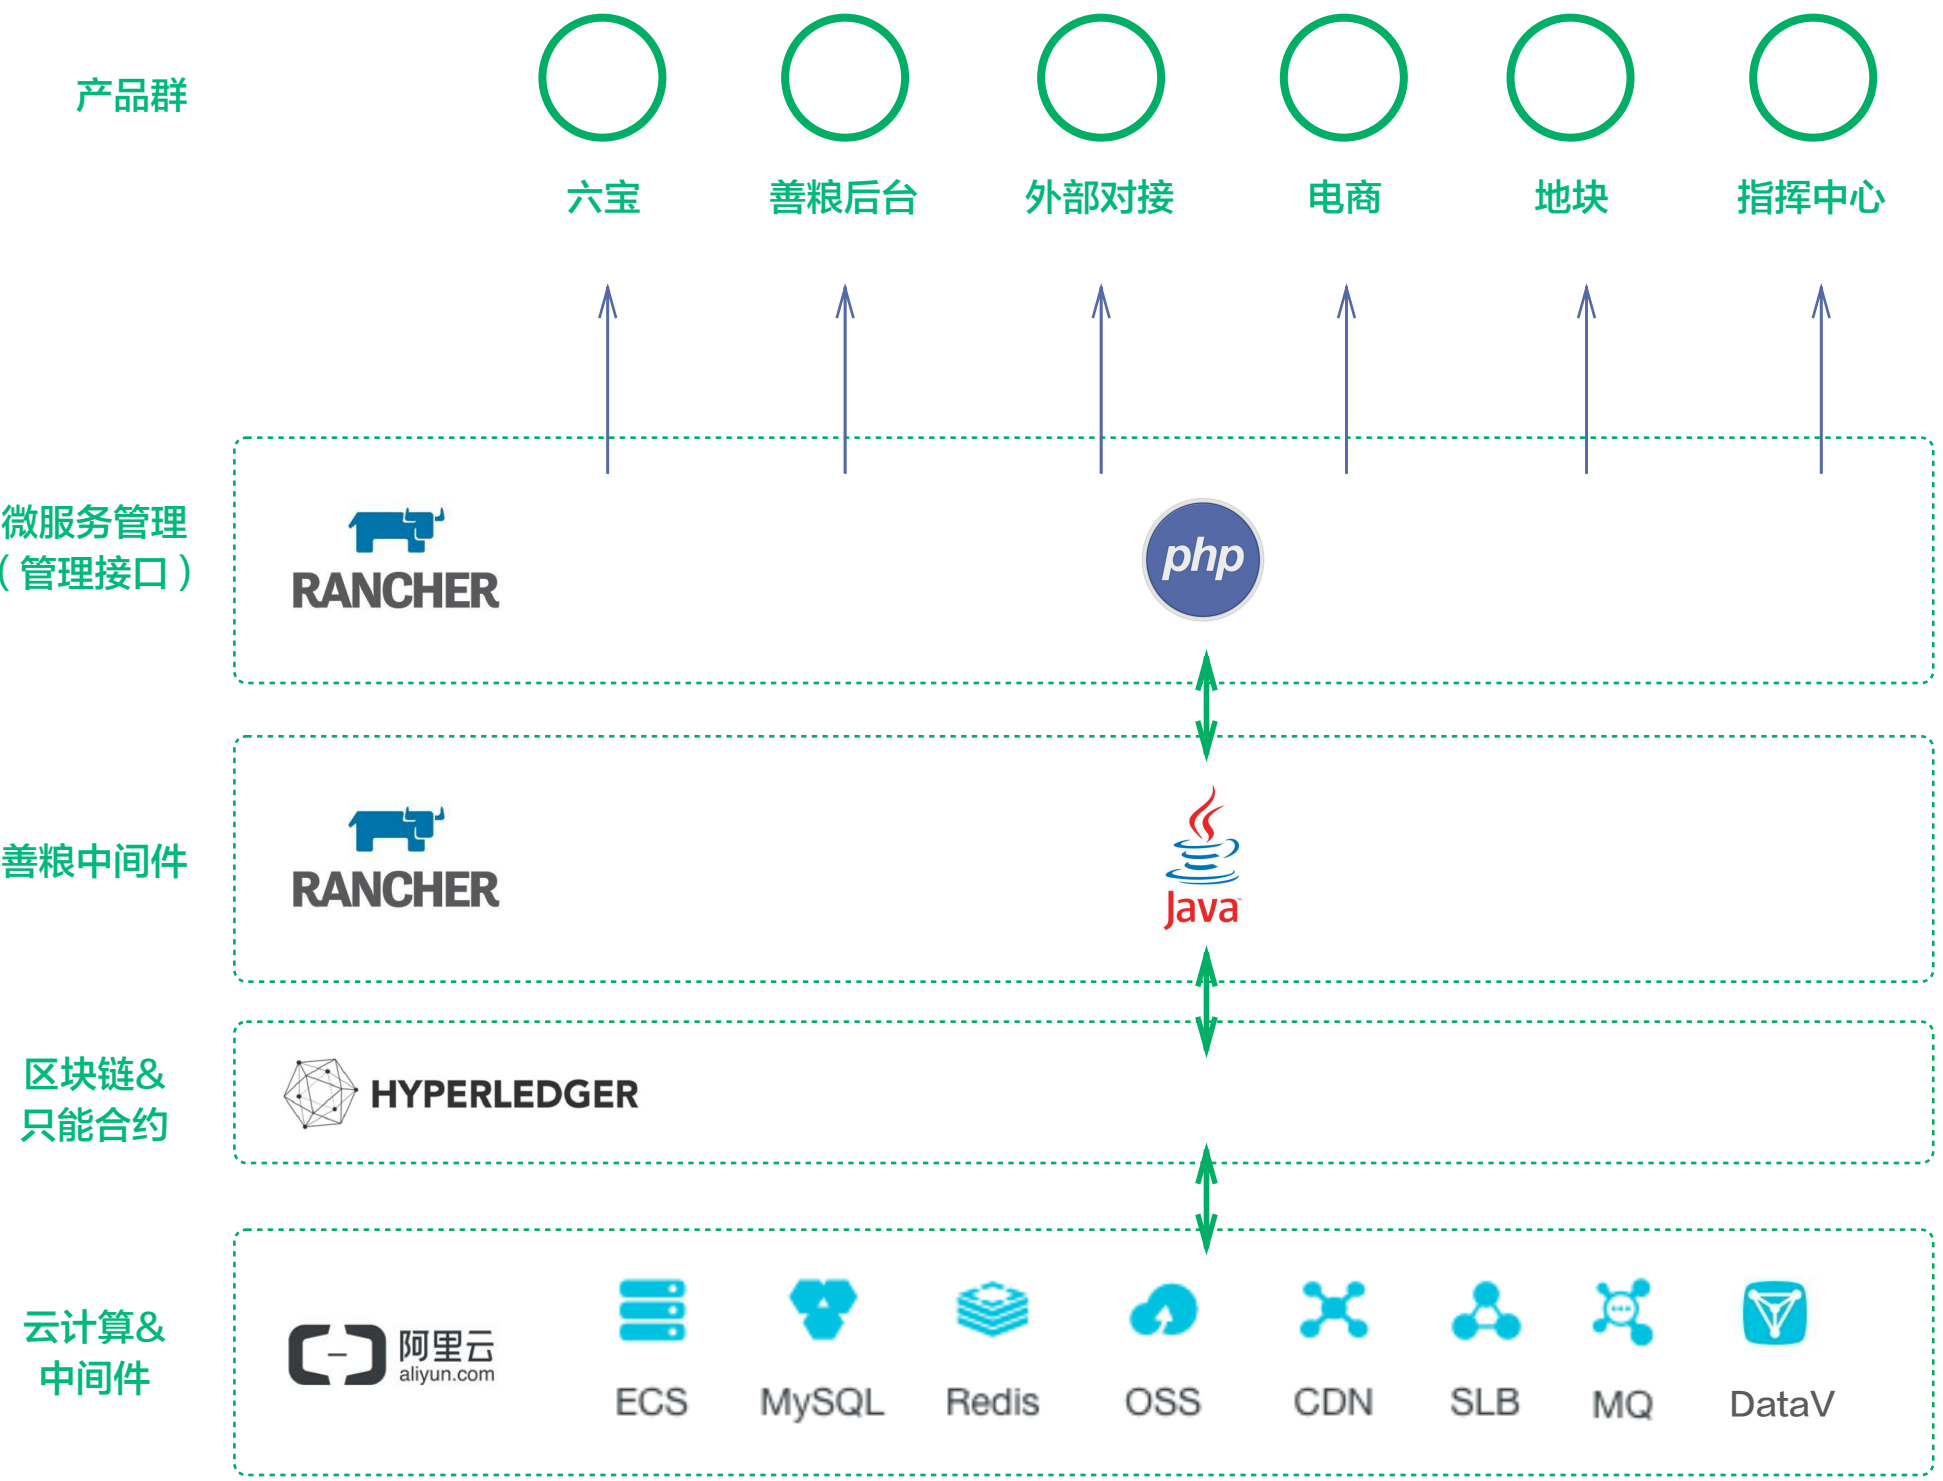 产品群
六宝
善粮后台
外部对接
电商
地块
指挥中心
微服务管理
（管理接口）
RANCHER
php
善粮中间件
RANCHER
Java
区块链&
只能合约
HYPERLEDGER
云计算&
中间件
阿里云
aliyun.com
ECS
MySQL
Redis
OSS
CDN
SLB
MQ
DataV